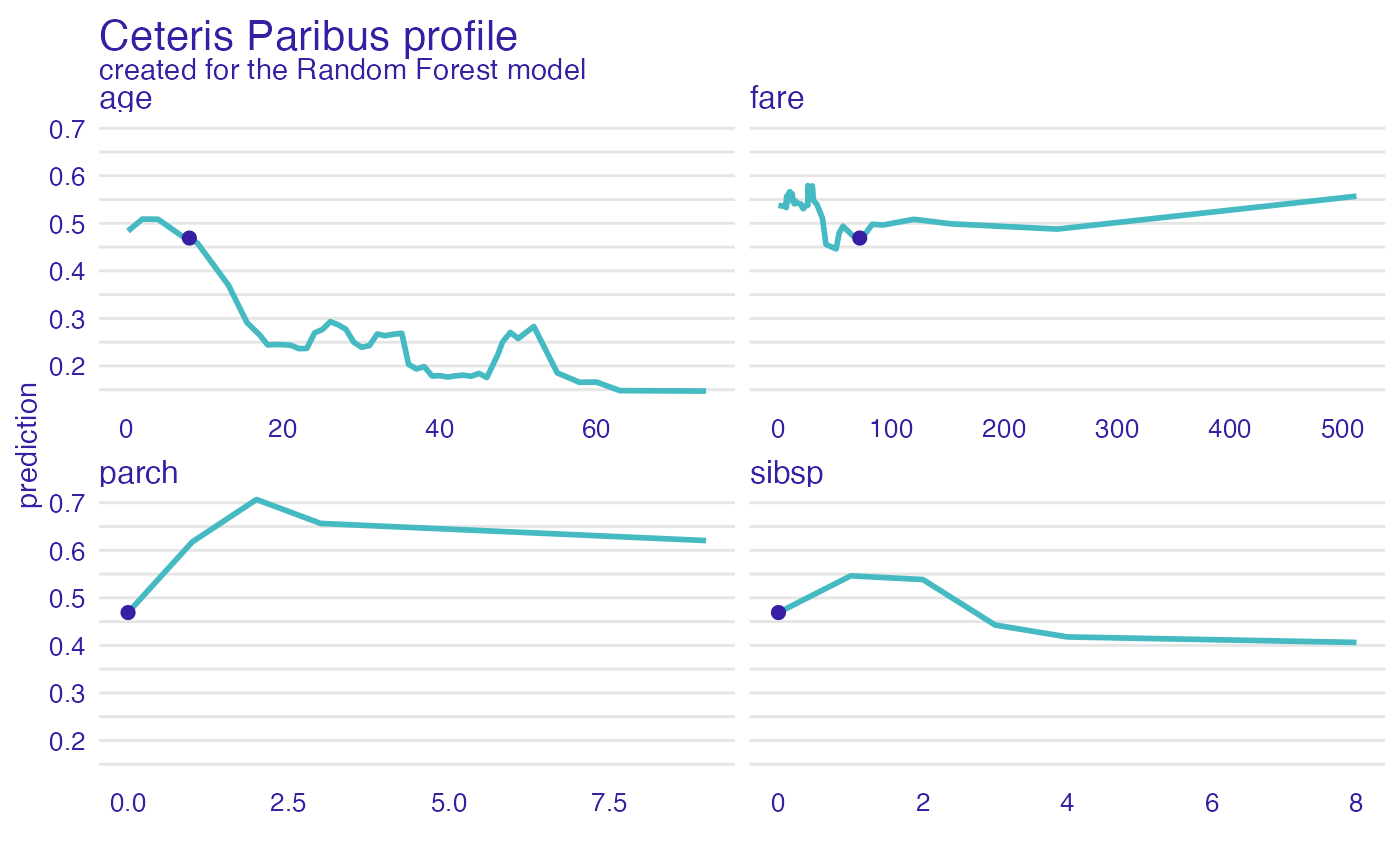 Ceteris Paribus profile
created for the Random Forest model
age
fare
0.7
0.6
0.5
0.4
0.3
0.2
0 20 40 60
0 100 200 300 400 500
prediction
parch
sibsp
0.7
0.6
0.5
0.4
0.3
0.2
0.0 2.5 5.0 7.5
0 2 4 6 8